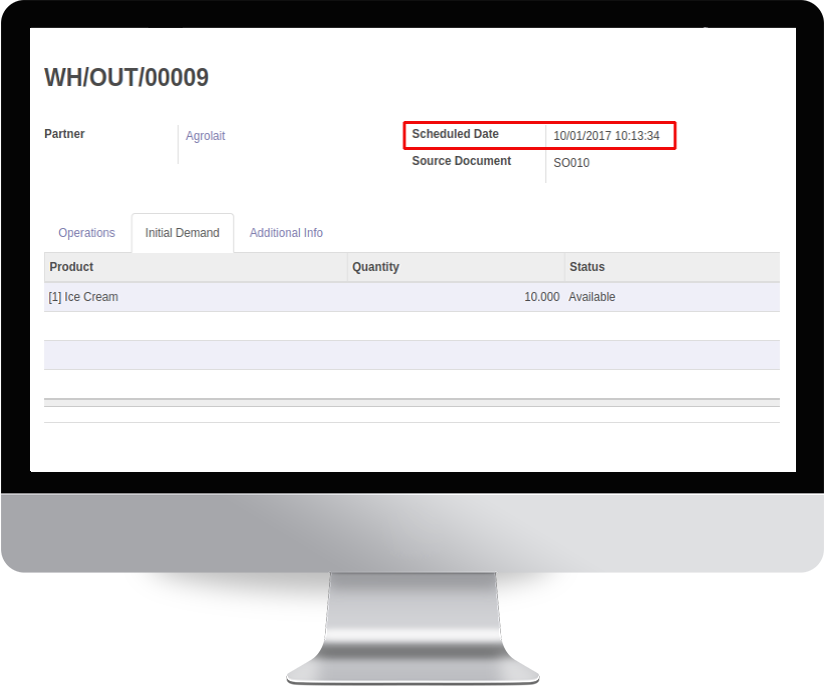 WH/OUT/00009
Partner Agrolait Scheduled Date 10/01/2017 10:13:34
Source Document SO010
Operations Initial Demand Additional Info
Product Quantity Status
[1] Ice Cream 10.000 Available